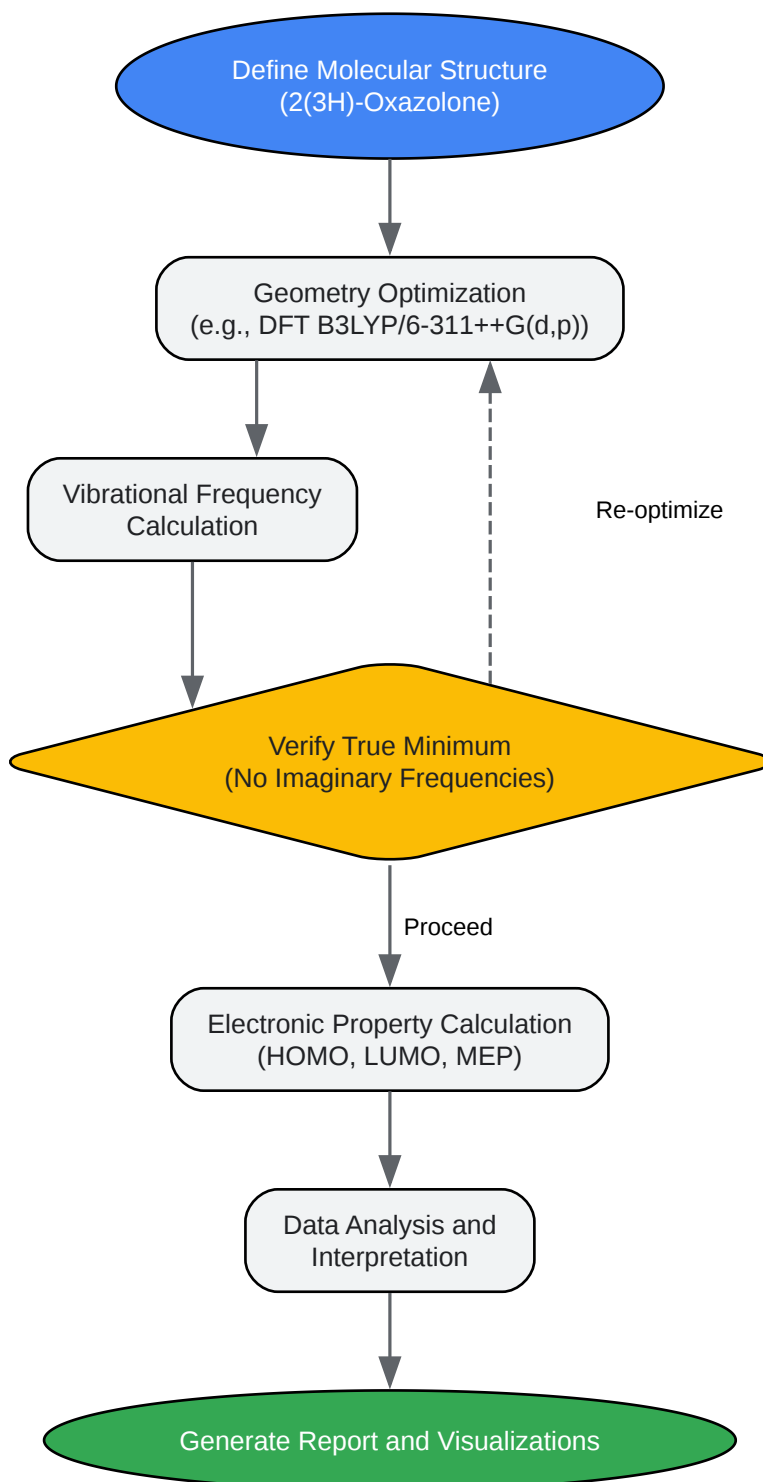 Define Molecular Structure
(2(3H)-Oxazolone)
Geometry Optimization
(e.g., DFT B3LYP/6-311++G(d,p))
Vibrational Frequency
Calculation
Re-optimize
Verify True Minimum
(No Imaginary Frequencies)
Proceed
Electronic Property Calculation
(HOMO, LUMO, MEP)
Data Analysis and
Interpretation
Generate Report and Visualizations